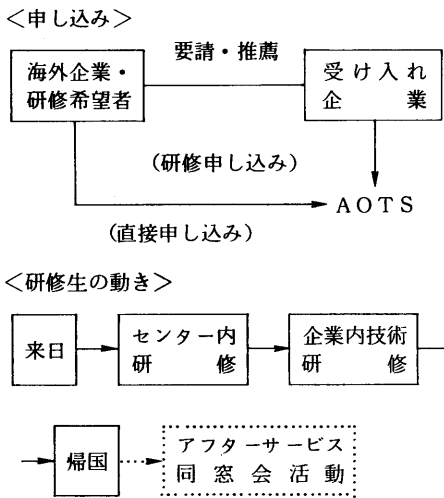 ＜申し込み＞
要請・推薦
海外企業・
研修希望者
受け入れ
企業
（研修申し込み）
AOTS
（直接申し込み）
＜研修生の動き＞
来日
センター内
研修
企業内技術
研修
帰国
アフターサービス
同窓会活動